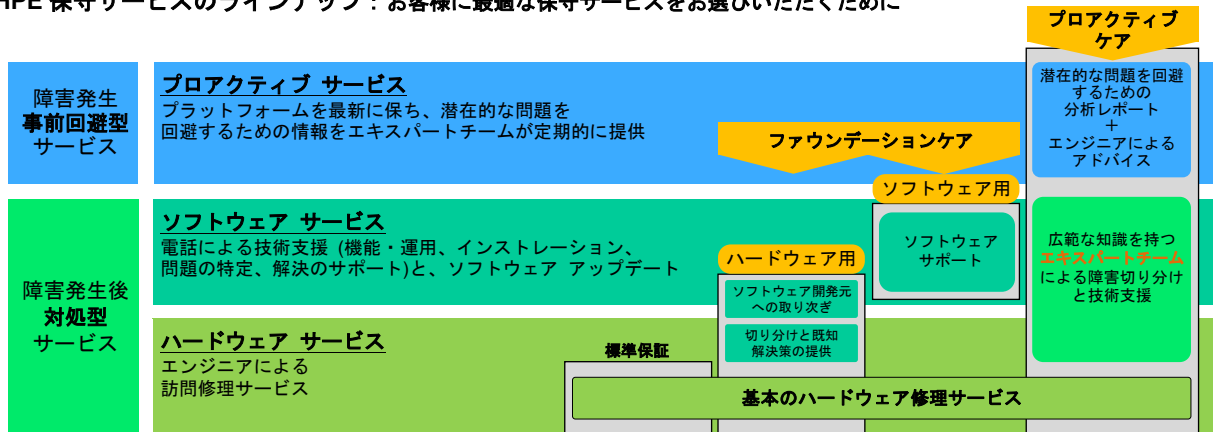 HPE 保守サービスのラインナップ：お客様に最適な保守サービスをお選びいただくために
プロアクティブ
ケア
障害発生
事前回避型
サービス
プロアクティブ サービス
プラットフォームを最新に保ち、潜在的な問題を
回避するための情報をエキスパートチームが定期的に提供
潜在的な問題を回避
するための
分析レポート
＋
エンジニアによる
アドバイス
ファウンデーションケア
ソフトウェア用
障害発生後
対処型
サービス
ソフトウェア サービス
電話による技術支援 (機能・運用、インストレーション、
問題の特定、解決のサポート)と、ソフトウェア アップデート
ハードウェア用
ソフトウェア
サポート
広範な知識を持つ
エキスパートチーム
による障害切り分け
と技術支援
ソフトウェア開発元
への取り次ぎ
切り分けと既知
解決策の提供
ハードウェア サービス
エンジニアによる
訪問修理サービス
標準保証
基本のハードウェア修理サービス